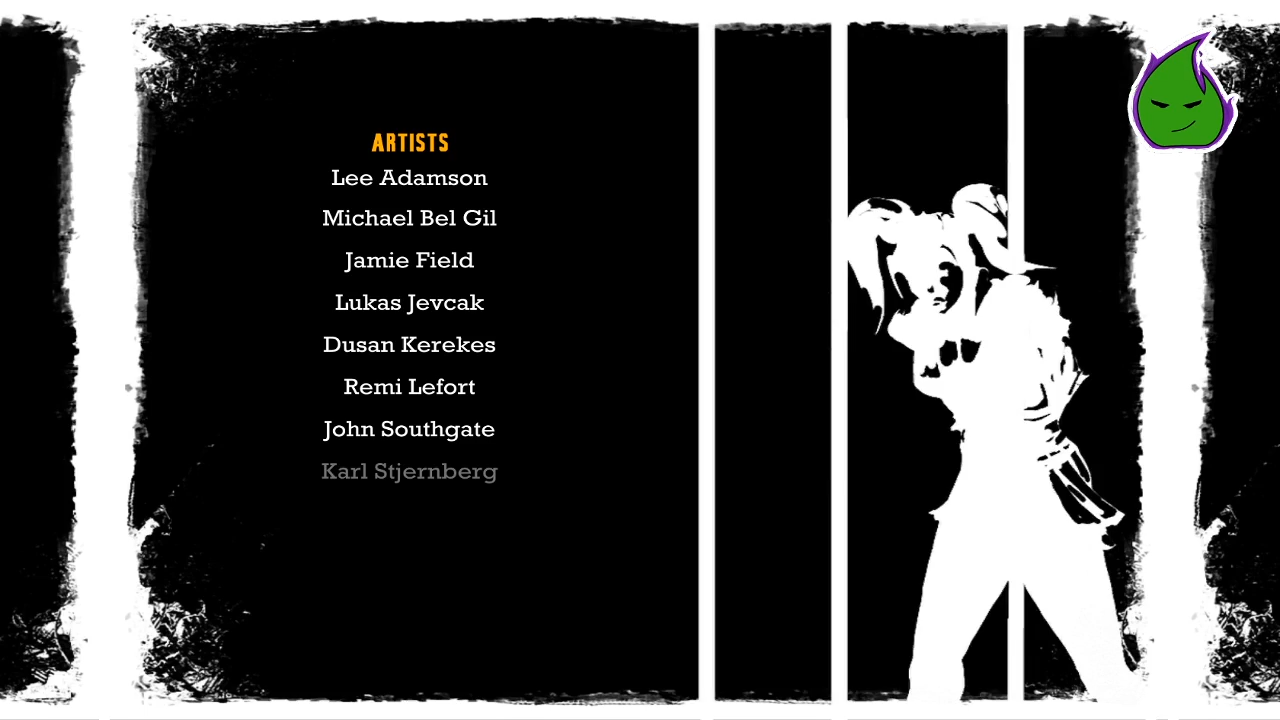 ARTISTS
Lee Adamson
Michael Bel Gil
Jamie Field
Lukas Jevcak
Dusan Kerekes
Remi Lefort
John Southgate
Karl Stjernberg